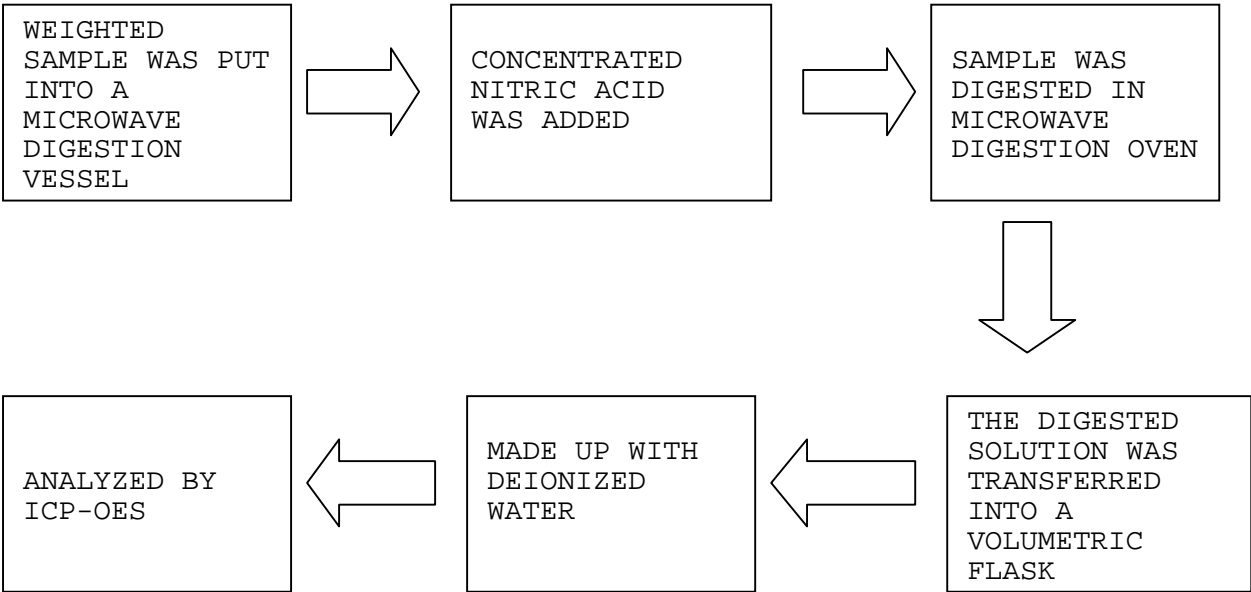 WEIGHTED
SAMPLE WAS PUT
INTO A
MICROWAVE
DIGESTION
VESSEL
CONCENTRATED
NITRIC ACID
WAS ADDED
SAMPLE WAS
DIGESTED IN
MICROWAVE
DIGESTION OVEN
THE DIGESTED
SOLUTION WAS
TRANSFERRED
INTO A
VOLUMETRIC
FLASK
MADE UP WITH
DEIONIZED
WATER
ANALYZED BY
ICP-OES